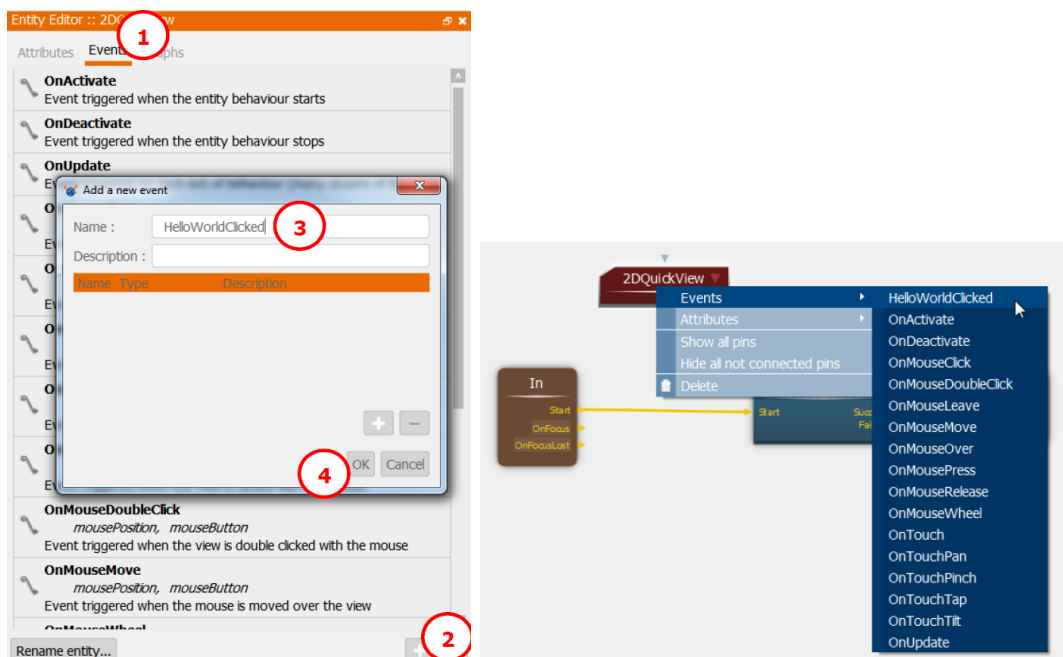 Entity Editor :: 2D
1
Attributes Events phs
OnActivate
Event triggered when the entity behaviour starts
OnDeactivate
Event triggered when the entity behaviour stops
OnUpdate
Add a new event
Name : HelloWorldClicked
3
Description :
Name Type Description
OK Cancel
4
OnMouseDoubleClick
mousePosition, mouseButton
Event triggered when the view is double clicked with the mouse
OnMouseMove
mousePosition, mouseButton
Event triggered when the mouse is moved over the view
OnMouseWheel
Rename entity...
2
2DQuickView
Events
Attributes
Show all pins
Hide all not connected pins
Delete
HelloWorldClicked
OnActivate
OnDeactivate
OnMouseClick
OnMouseDoubleClick
OnMouseLeave
OnMouseMove
OnMouseOver
OnMousePress
OnMouseRelease
OnMouseWheel
OnTouch
OnTouchPan
OnTouchPinch
OnTouchTap
OnTouchTilt
OnUpdate
In
Start
OnFocus
OnFocusLost
Start